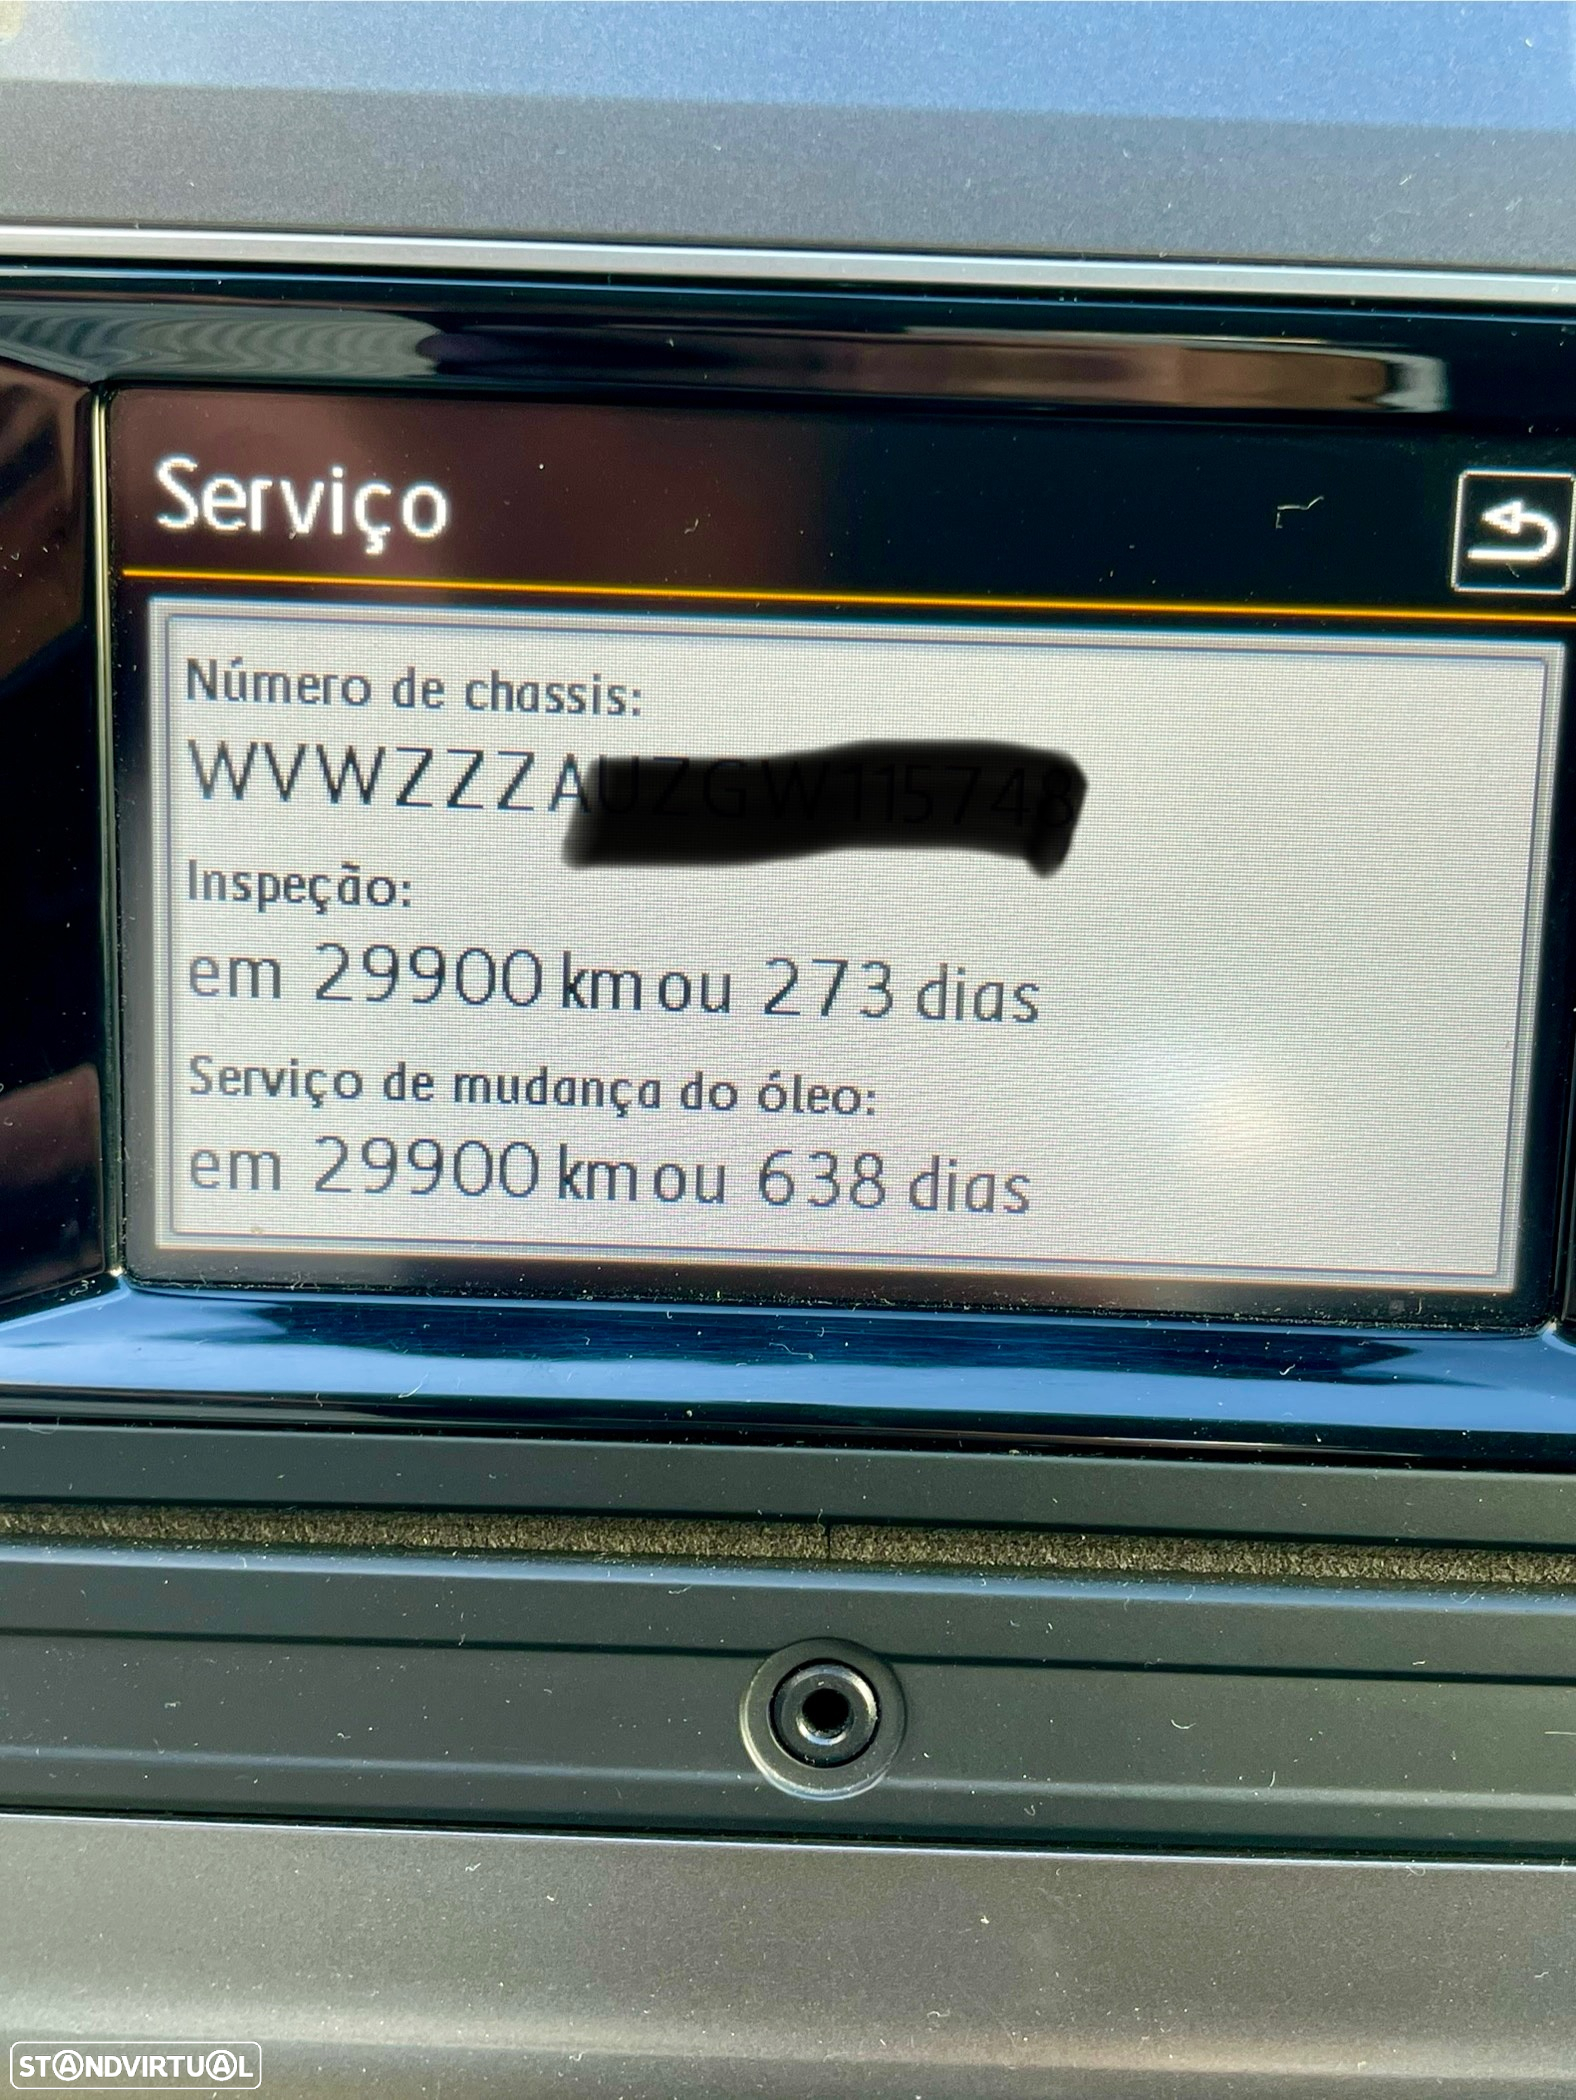 Serviço
Número de chassis:
WVWZZZA
Inspeção:
em 29900 km ou 273 dias
Serviço de mudança do óleo:
em 29900 km ou 638 dias
STANDVIRTUAL